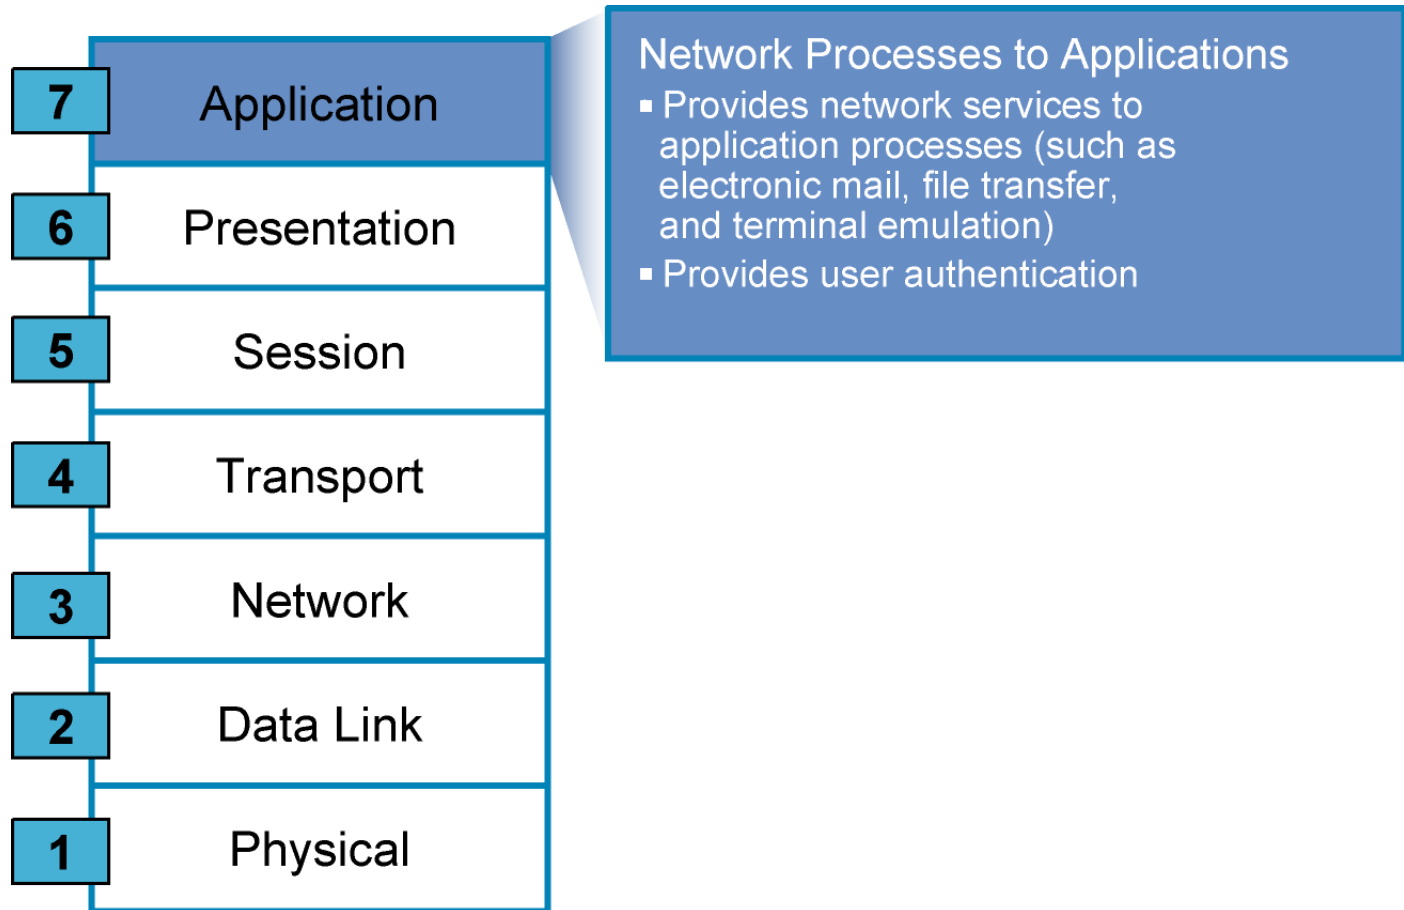 7
Application
6
Presentation
5
Session
4
Transport
3
Network
2
Data Link
1
Physical
Network Processes to Applications
▪ Provides network services to
application processes (such as
electronic mail, file transfer,
and terminal emulation)
▪ Provides user authentication